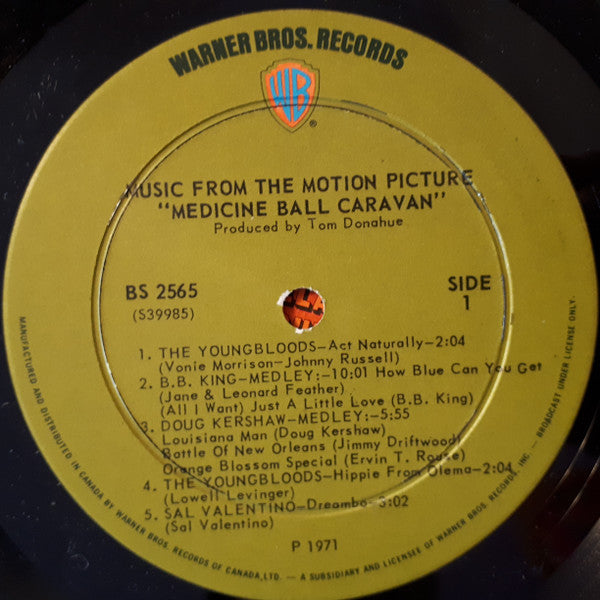 WARNER BROS. RECORDS
WB
®
MUSIC FROM THE MOTION PICTURE
"MEDICINE BALL CARAVAN"
Produced by Tom Donahue
BS 2565
(S39985)
SIDE
1
1. THE YOUNGBLOODS—Act Naturally—2:04
(Vonie Morrison—Johnny Russell)
2. B.B. KING—MEDLEY:—10:01 How Blue Can You Get
(Jane & Leonard Feather)
(All I Want) Just A Little Love (B.B. King)
3. DOUG KERSHAW—MEDLEY:—5:55
Louisiana Man (Doug Kershaw)
Battle Of New Orleans (Jimmy Driftwood)
Orange Blossom Special (Ervin T. Rouse)
4. THE YOUNGBLOODS—Hippie From Olema—2:04
(Lowell Levinger)
5. SAL VALENTINO—Dreambo—3:02
(Sal Valentino)
P 1971
MANUFACTURED AND DISTRIBUTED IN CANADA BY WARNER BROS. RECORDS OF CANADA, LTD. — A SUBSIDIARY AND LICENSEE OF WARNER BROS. RECORDS, INC. — BROADCAST UNDER LICENSE ONLY.